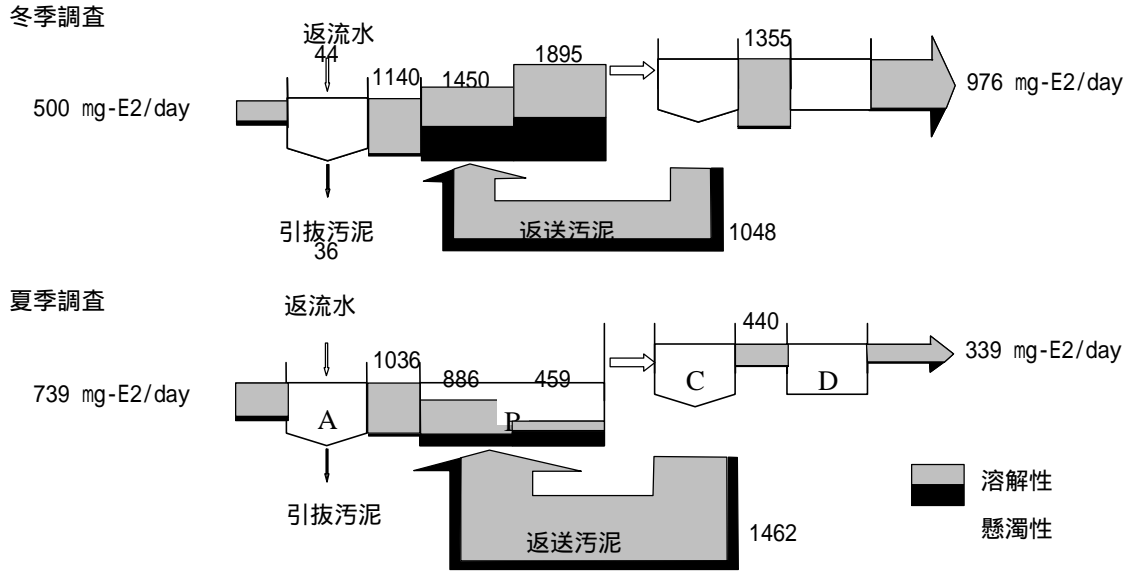 冬季調査
返流水
44
1140
1450
1895
1355
500 mg-E2/day
976 mg-E2/day
引抜汚泥
36
返送汚泥
1048
夏季調査
返流水
1036
886
459
440
739 mg-E2/day
339 mg-E2/day
A
C
D
引抜汚泥
返送汚泥
1462
溶解性
懸濁性